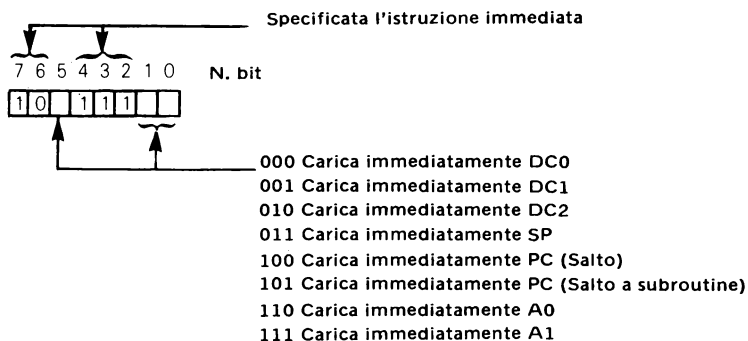 Specificata l'istruzione immediata
7 6 5 4 3 2 1 0 N. bit
1 0 1 1 1
000 Carica immediatamente DC0
001 Carica immediatamente DC1
010 Carica immediatamente DC2
011 Carica immediatamente SP
100 Carica immediatamente PC (Salto)
101 Carica immediatamente PC (Salto a subroutine)
110 Carica immediatamente A0
111 Carica immediatamente A1